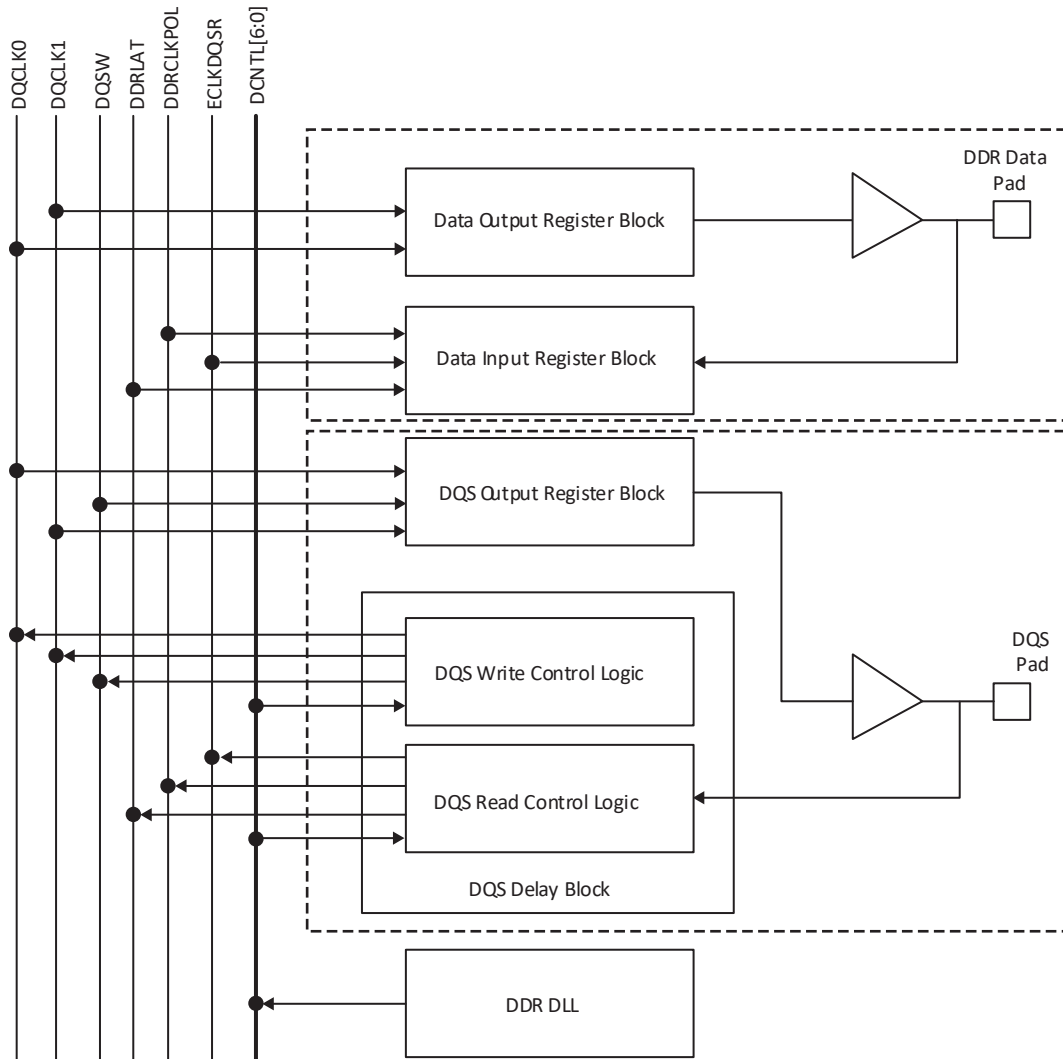 DQCLK0
DQCLK1
DQSW
DDRLAT
DDRCLKPOL
ECLKDQSR
DCNTL[6:0]
DDR Data
Pad
Data Output Register Block
Data Input Register Block
DQS Output Register Block
DQS Write Control Logic
DQS
Pad
DQS Read Control Logic
DQS Delay Block
DDR DLL